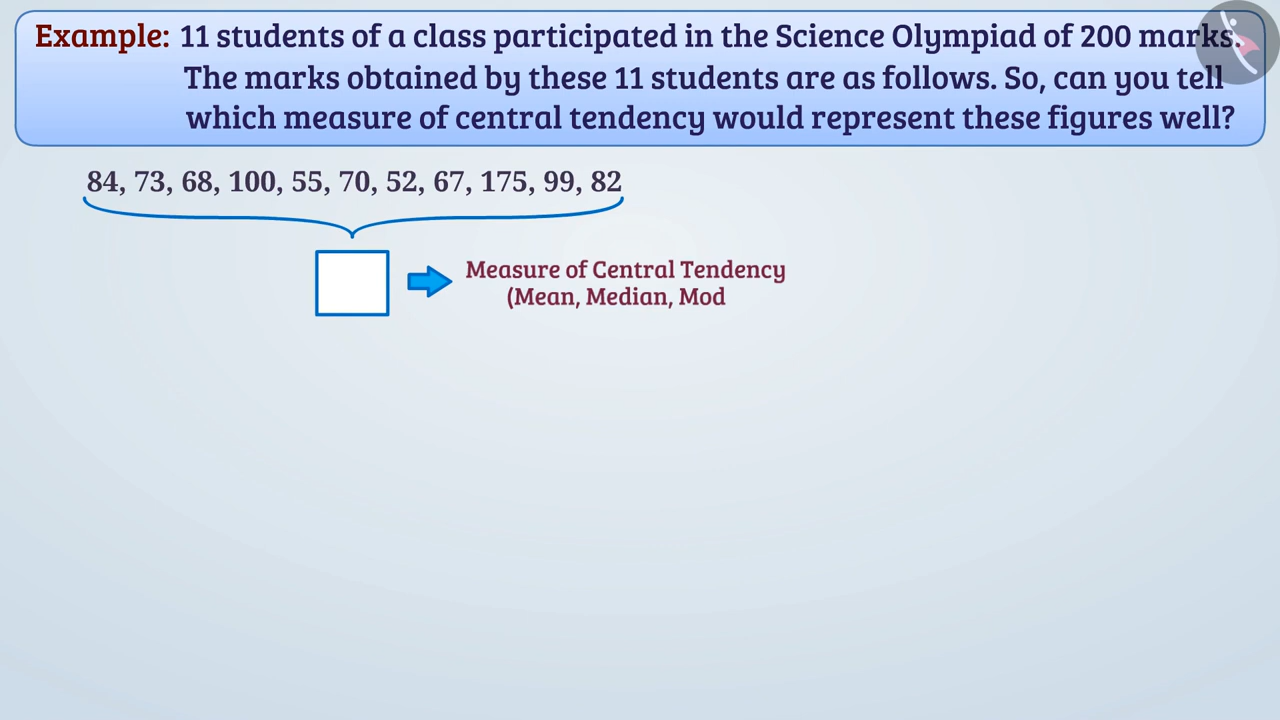 Example: 11 students of a class participated in the Science Olympiad of 200 marks.
The marks obtained by these 11 students are as follows. So, can you tell
which measure of central tendency would represent these figures well?
84, 73, 68, 100, 55, 70, 52, 67, 175, 99, 82
Measure of Central Tendency
(Mean, Median, Mod